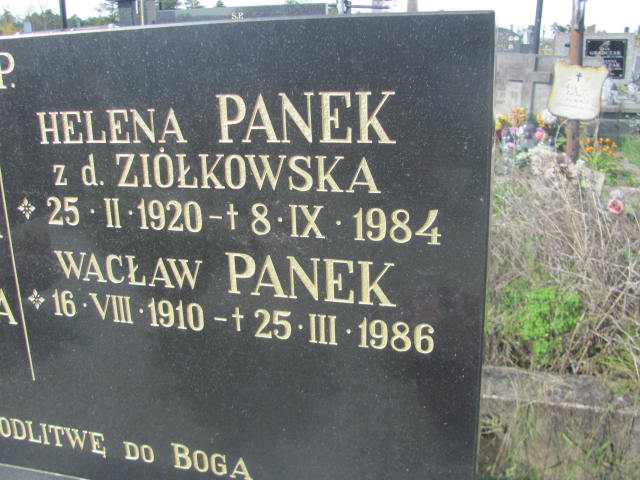 Ś.P.
HELENA PANEK
z d. ZIÓŁKOWSKA
25 · II · 1920 - † 8 · IX · 1984
WACŁAW PANEK
16 · VIII · 1910 - † 25 · III · 1986
ODLITWĘ DO BOGA